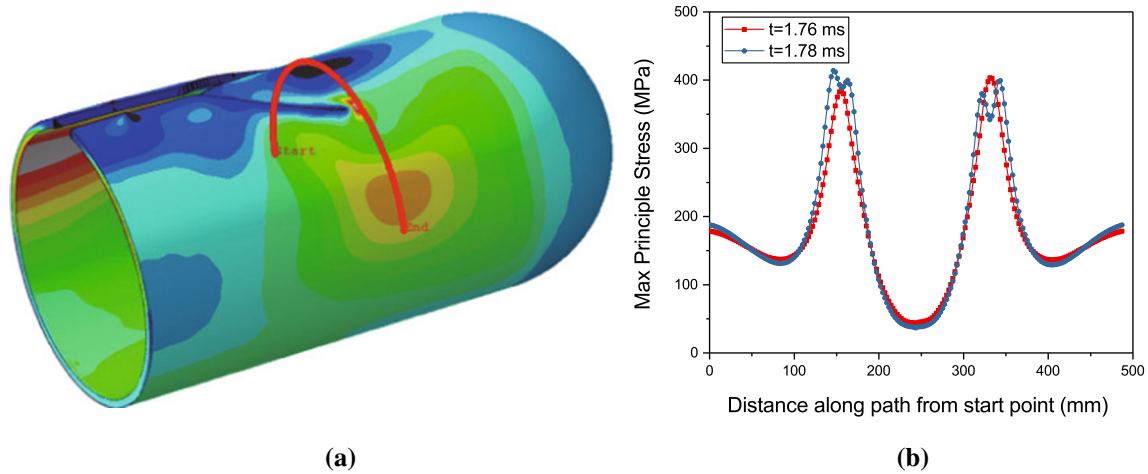 Start
End
(a)
t=1.76 ms
t=1.78 ms
Max Principle Stress (MPa)
500
400
300
200
100
0
0 100 200 300 400 500
Distance along path from start point (mm)
(b)